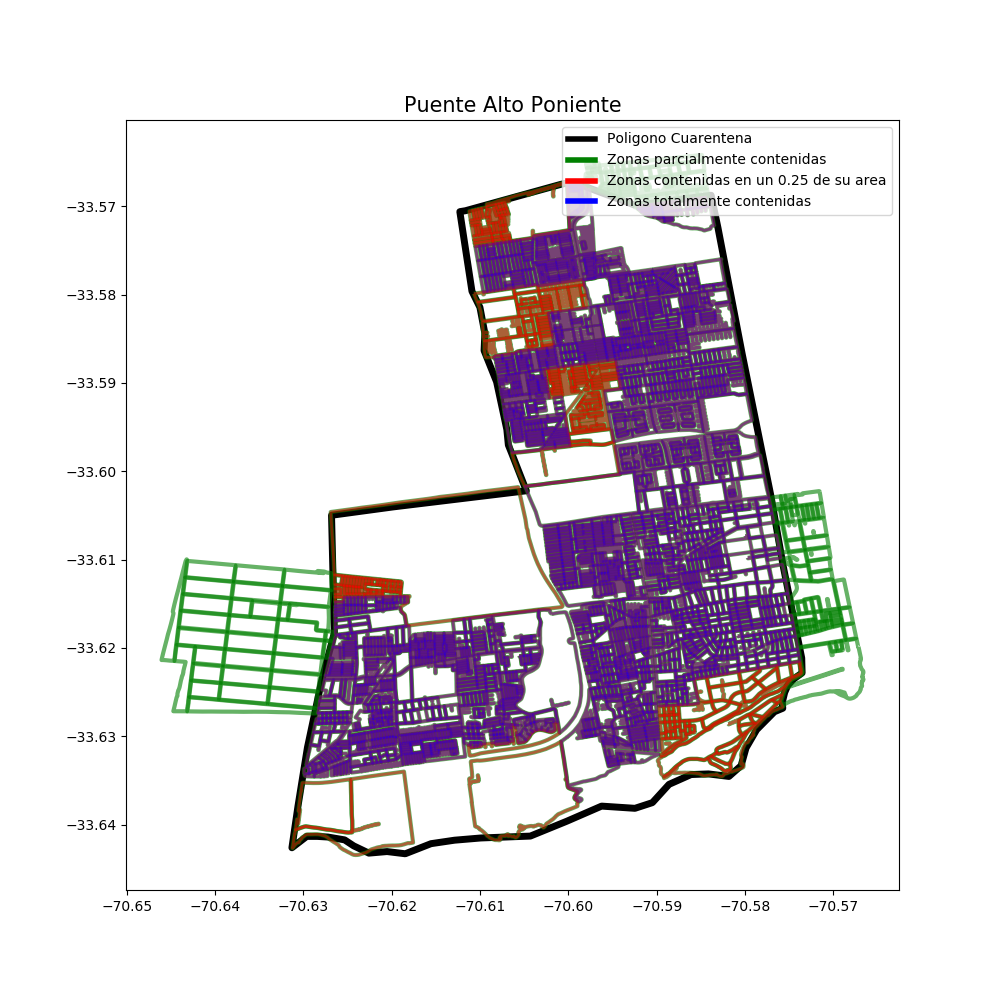 Puente Alto Poniente
Poligono Cuarentena
Zonas parcialmente contenidas
Zonas contenidas en un 0.25 de su area
Zonas totalmente contenidas
−33.57
−33.58
−33.59
−33.60
−33.61
−33.62
−33.63
−33.64
−70.65 −70.64 −70.63 −70.62 −70.61 −70.60 −70.59 −70.58 −70.57